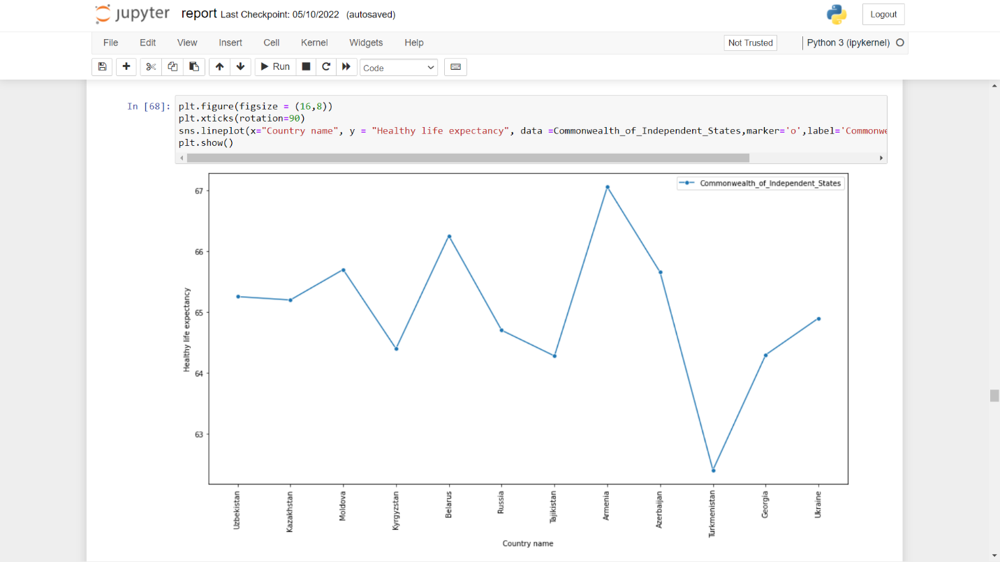 jupyter report Last Checkpoint: 05/10/2022 (autosaved) Logout
File Edit View Insert Cell Kernel Widgets Help Not Trusted Python 3 (ipykernel)
Run Code
In [68]: plt.figure(figsize = (16,8))
plt.xticks(rotation=90)
sns.lineplot(x="Country name", y = "Healthy life expectancy", data =Commonwealth_of_Independent_States,marker='o',label='Commonwe
plt.show()
Commonwealth_of_Independent_States
67
66
65
64
63
Healthy life expectancy
Uzbekistan
Kazakhstan
Moldova
Kyrgyzstan
Belarus
Russia
Tajikistan
Armenia
Azerbaijan
Turkmenistan
Georgia
Ukraine
Country name